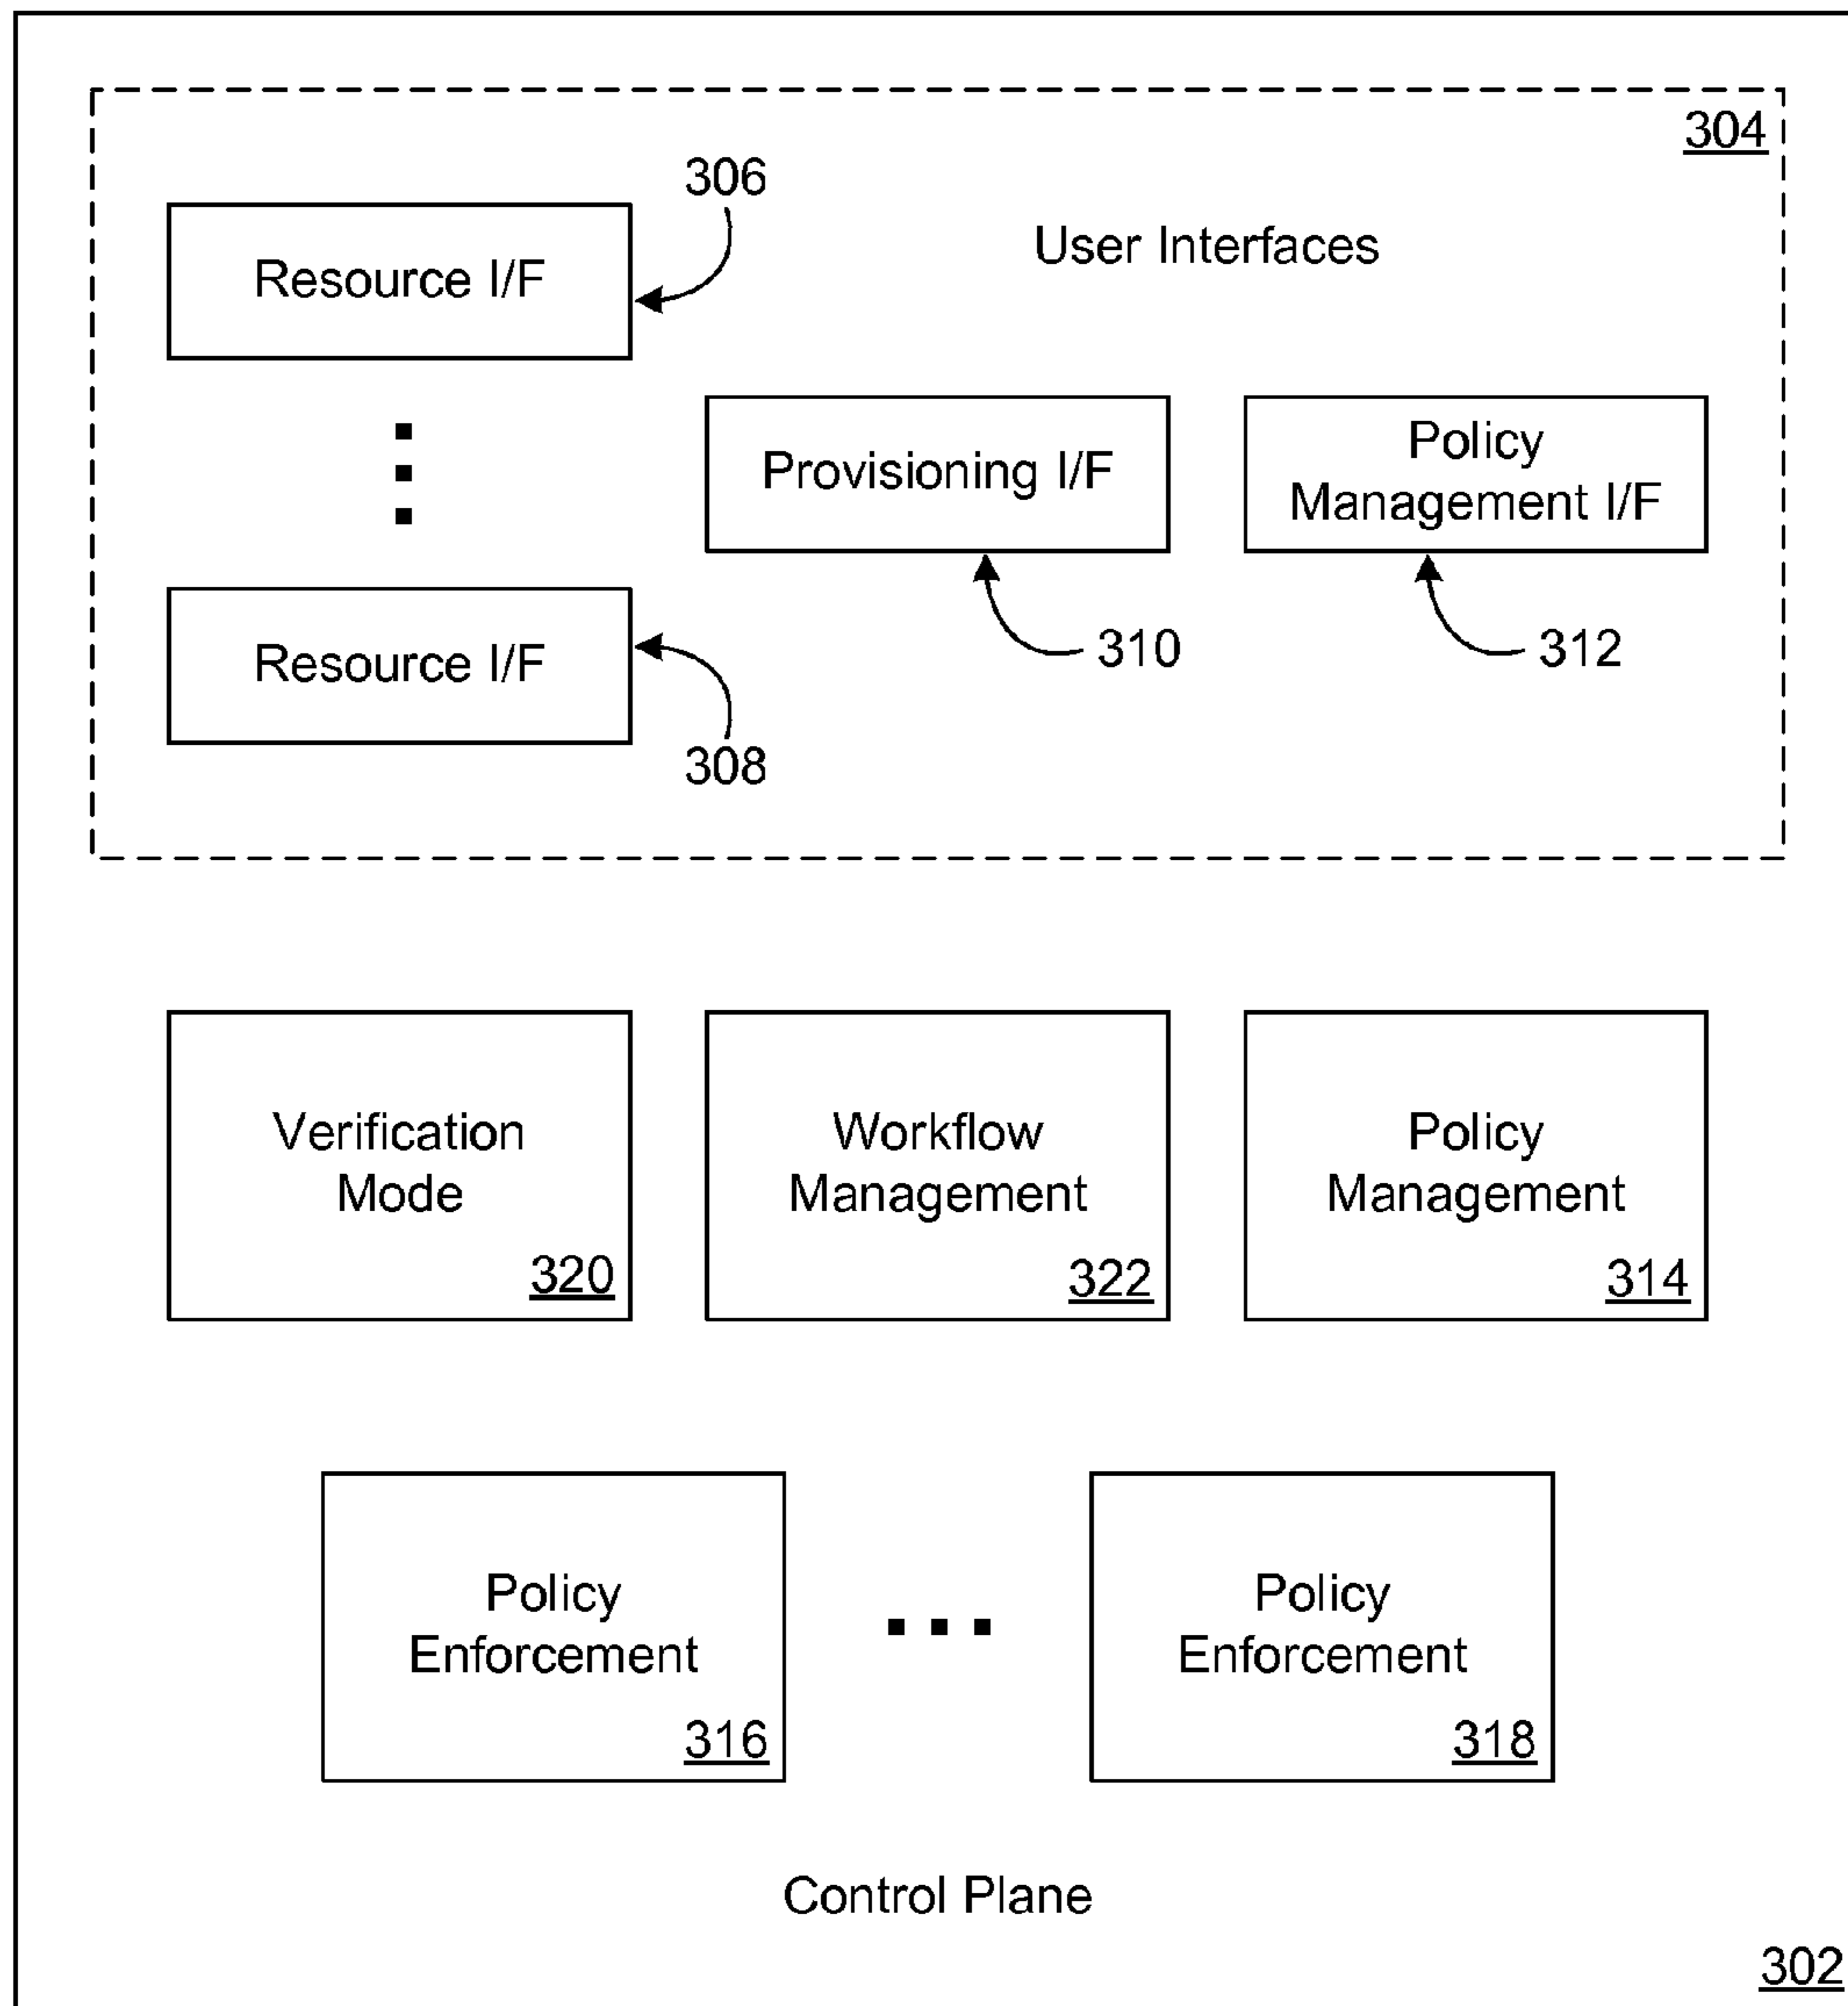 304
306
User Interfaces
Resource I/F
Provisioning I/F
Policy
Management I/F
310
312
Resource I/F
308
Verification
Mode
320
Workflow
Management
322
Policy
Management
314
Policy
Enforcement
316
Policy
Enforcement
318
Control Plane
302